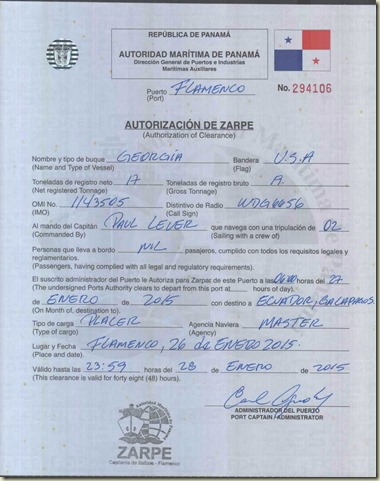 REPÚBLICA DE PANAMÁ
AUTORIDAD MARÍTIMA DE PANAMÁ
Dirección General de Puertos e Industrias
Marítimas Auxiliares
Puerto FLAMENCO
(Port)
No. 294106
AUTORIZACIÓN DE ZARPE
(Authorization of Clearance)
Nombre y tipo de buque GEORGIA Bandera U.S.A
(Name and Type of Vessel) (Flag)
Toneladas de registro neto 17 Toneladas de registro bruto A.
(Net registered Tonnage) (Gross Tonnage)
OMI No. 1143505 Distintivo de Radio WDG6656
(IMO) (Call Sign)
Al mando del Capitán PAUL LEVER que navega con una tripulación de 02
(Commanded By) (Sailing with a crew of)
Personas que lleva a bordo NIL pasajeros, cumplido con todos los requisitos legales y
reglamentarios.
(Passengers, having complied with all legal and regulatory requirements).
El suscrito administrador del Puerto le Autoriza para Zarpar de este Puerto a las 0600 horas del 27
(The undersigned Ports Authority clears to depart from this port at hours of day).
de ENERO de 2015 con destino a ECUADOR, GALAPAGOS.
(On Month of, destination to).
Tipo de carga PLACER Agencia Naviera MASTER
(Type of cargo) (Agency)
Lugar y Fecha FLAMENCO, 26 de ENERO 2015.
(Place and date).
Válido hasta las 23:59 horas del 28 de ENERO de 2015
(This clearance is valid for forty eight (48) hours).
ADMINISTRADOR DEL PUERTO
PORT CAPTAIN / ADMINISTRATOR
ZARPE
Capitanía de Balboa - Flamenco